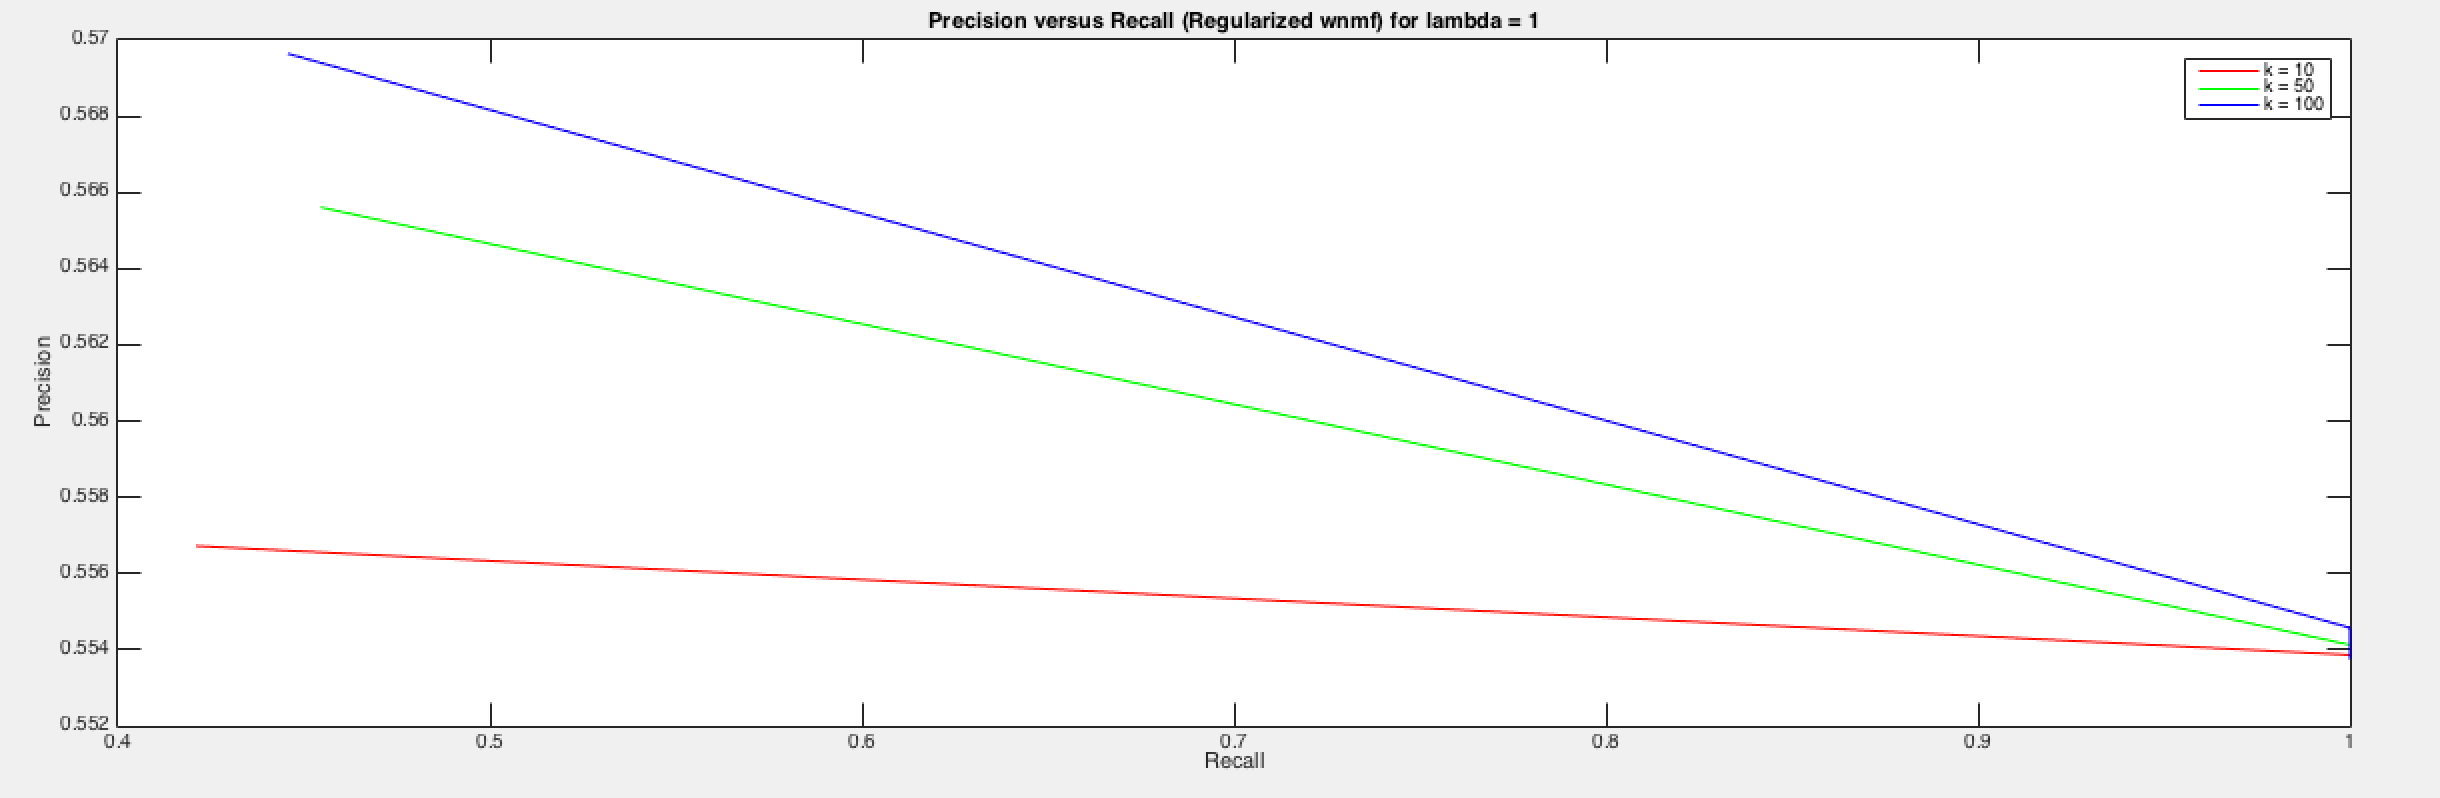 Precision versus Recall (Regularized wnmf) for lambda = 1
0.57
0.568
0.566
0.564
0.562
0.56
0.558
0.556
0.554
0.552
Precision
k = 10
k = 50
k = 100
0.4 0.5 0.6 0.7 0.8 0.9 1
Recall